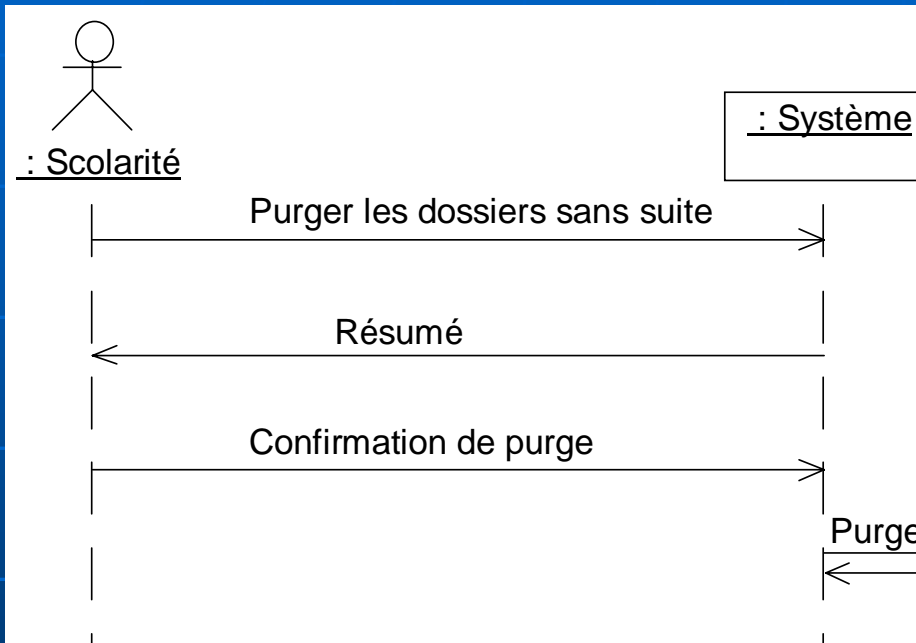 : Système
: Scolarité
Purger les dossiers sans suite
Résumé
Confirmation de purge
Purge